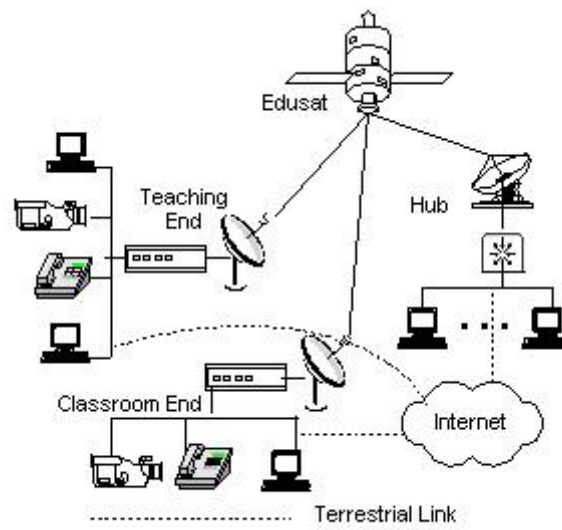 Edusat
Teaching
End
Hub
Classroom End
Internet
Terrestrial Link